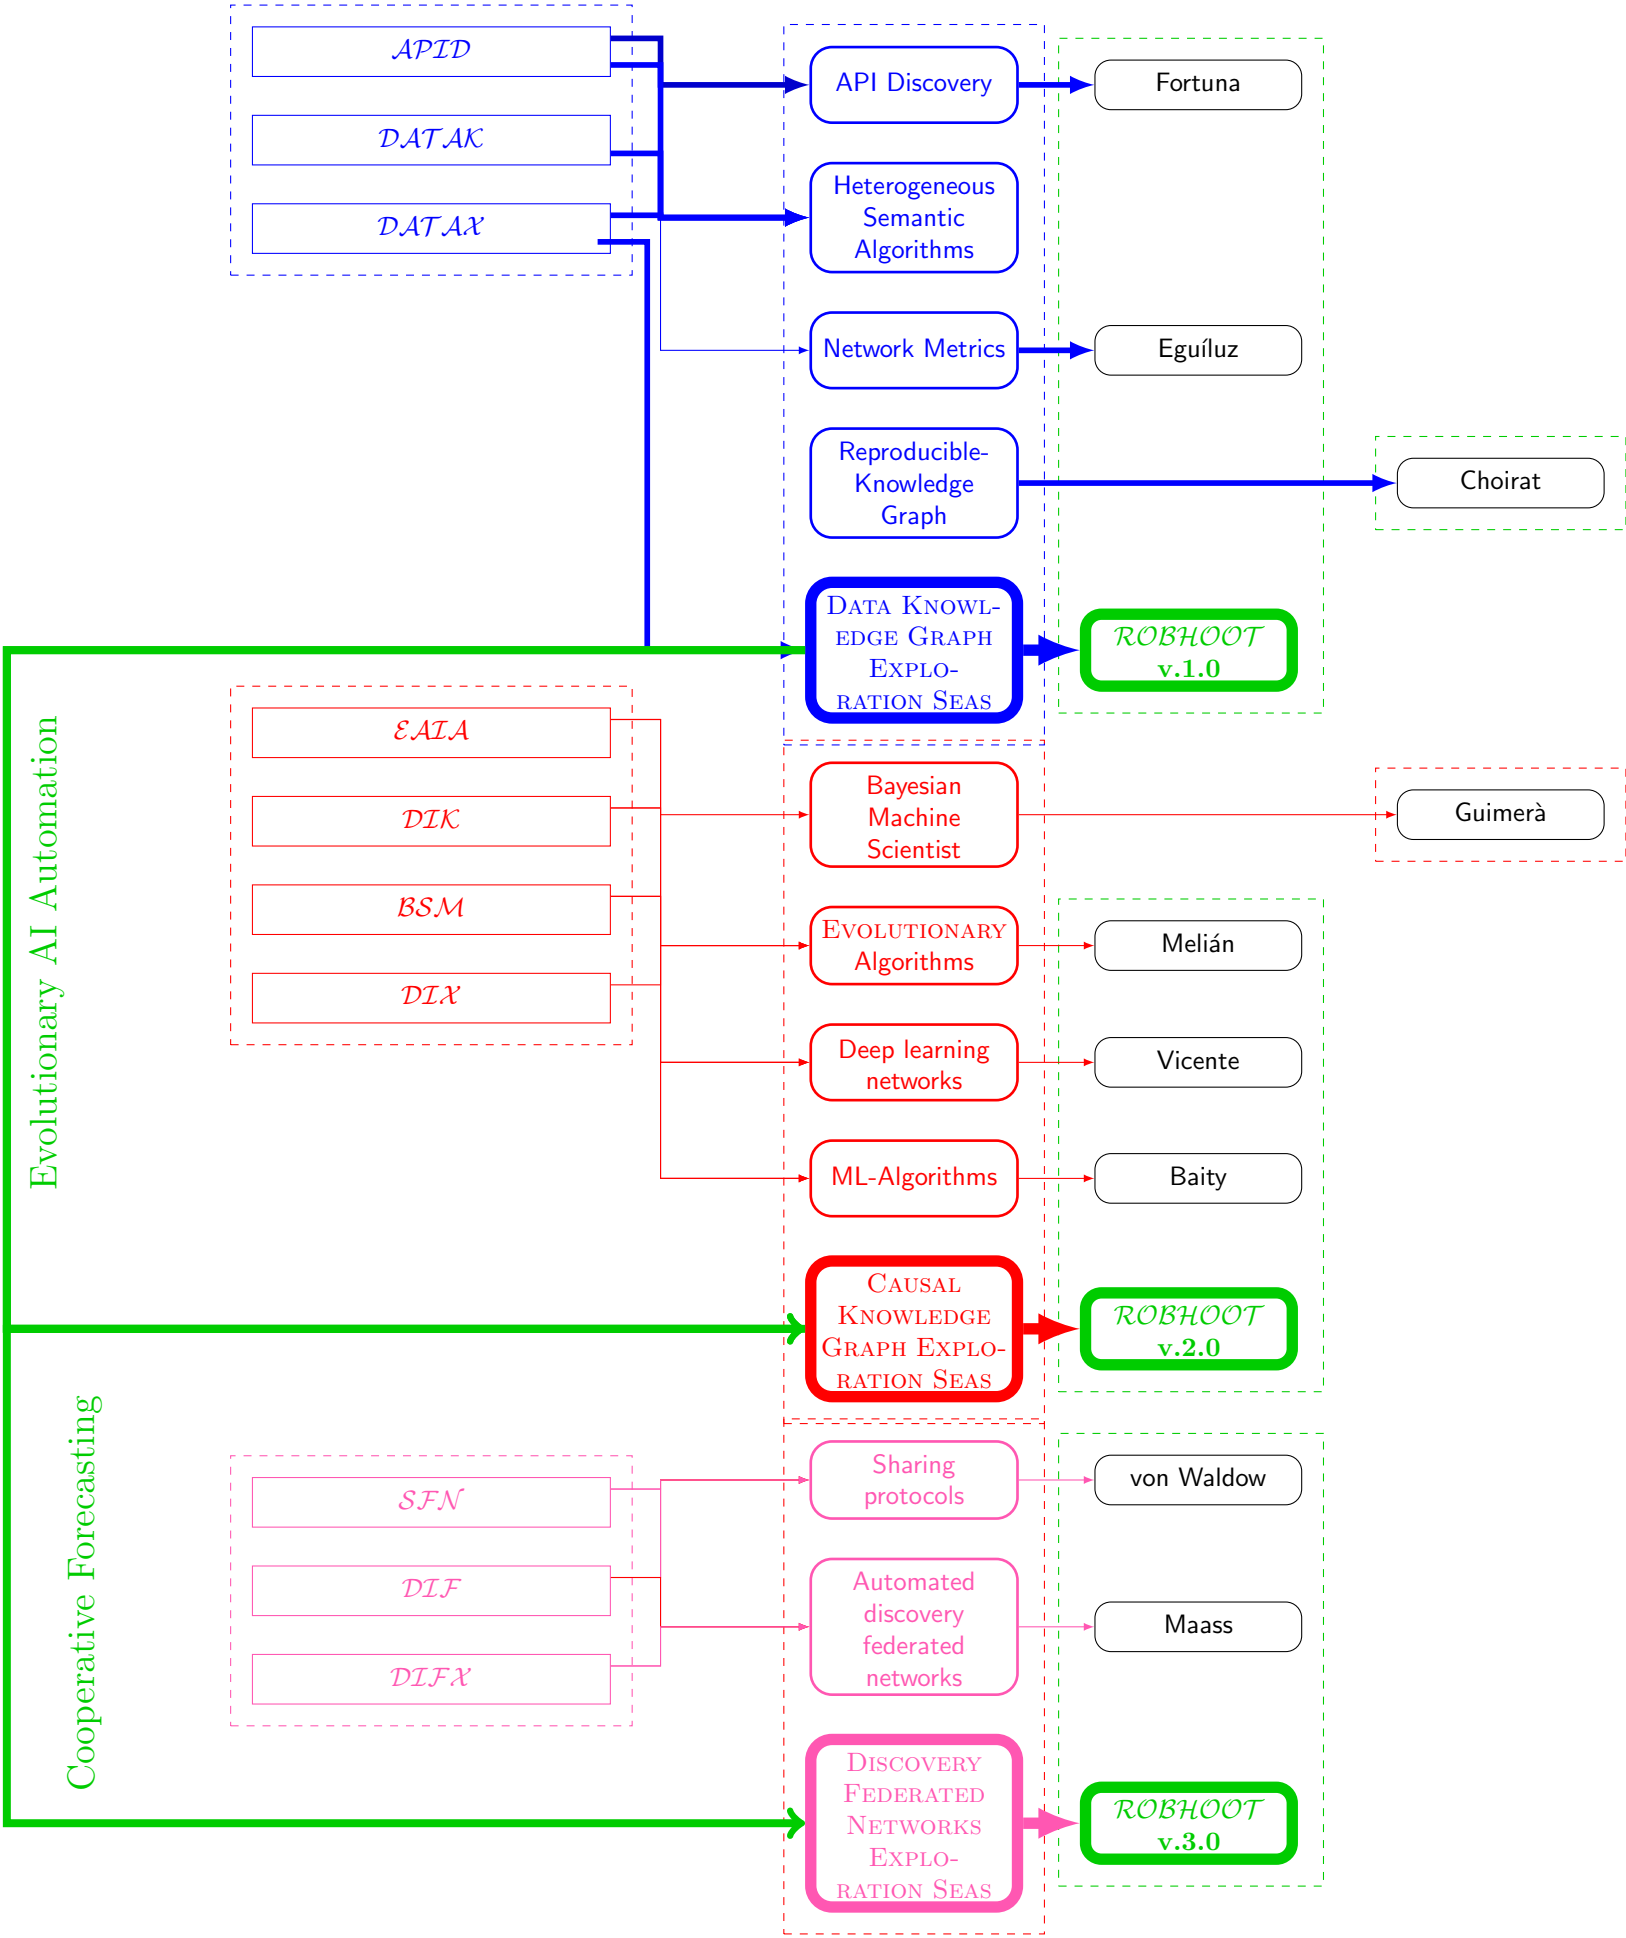 APID
DATAK
DATAX
API Discovery
Fortuna
Heterogeneous
Semantic
Algorithms
Network Metrics
Eguíluz
Reproducible-
Knowledge
Graph
Choirat
DATA KNOWL-
EDGE GRAPH
EXPLO-
RATION SEAS
ROBHOOT
v.1.0
Evolutionary AI Automation
EAIA
DIK
BSM
DIX
Bayesian
Machine
Scientist
Guimerà
EVOLUTIONARY
Algorithms
Melián
Deep learning
networks
Vicente
ML-Algorithms
Baity
CAUSAL
KNOWLEDGE
GRAPH EXPLO-
RATION SEAS
ROBHOOT
v.2.0
Cooperative Forecasting
SFN
DIF
DIFX
Sharing
protocols
von Waldow
Automated
discovery
federated
networks
Maass
DISCOVERY
FEDERATED
NETWORKS
EXPLO-
RATION SEAS
ROBHOOT
v.3.0